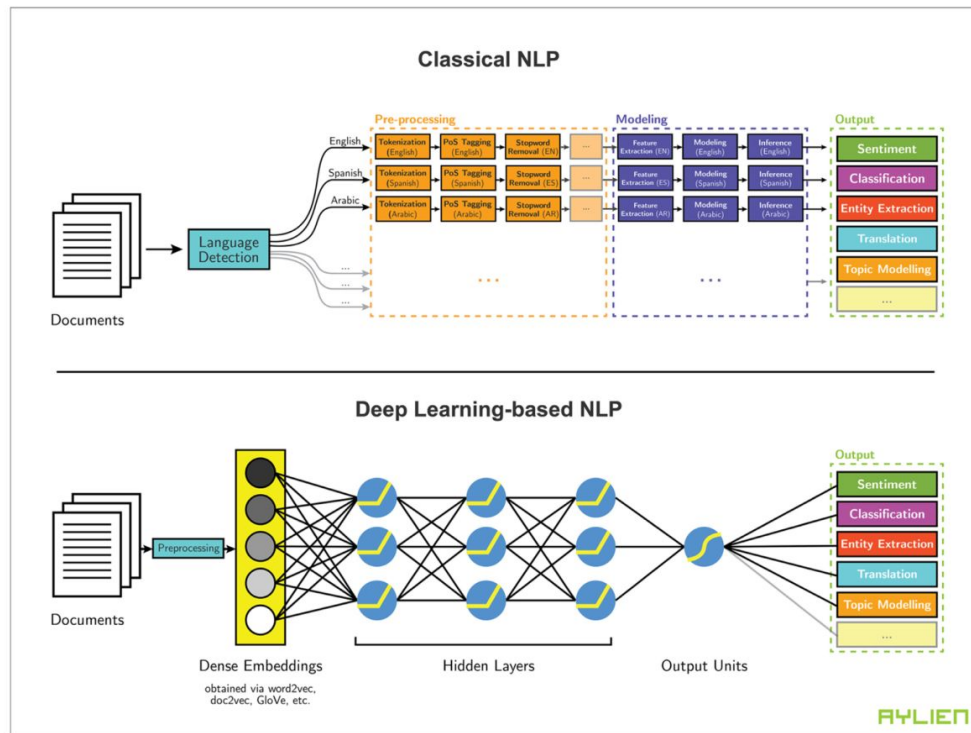 Classical NLP
Pre-processing
Modeling
Output
English
Tokenization
(English)
PoS Tagging
(English)
Stopword
Removal (EN)
...
Feature
Extraction (EN)
Modeling
(English)
Inference
(English)
Sentiment
Spanish
Tokenization
(Spanish)
PoS Tagging
(Spanish)
Stopword
Removal (ES)
...
Feature
Extraction (ES)
Modeling
(Spanish)
Inference
(Spanish)
Classification
Arabic
Tokenization
(Arabic)
PoS Tagging
(Arabic)
Stopword
Removal (AR)
...
Feature
Extraction (AR)
Modeling
(Arabic)
Inference
(Arabic)
Entity Extraction
Language
Detection
Translation
...
...
...
...
...
Topic Modelling
...
Documents
Deep Learning-based NLP
Output
Sentiment
Classification
Preprocessing
Entity Extraction
Translation
Topic Modelling
...
Documents
Dense Embeddings
obtained via word2vec,
doc2vec, GloVe, etc.
Hidden Layers
Output Units
AYLIEN